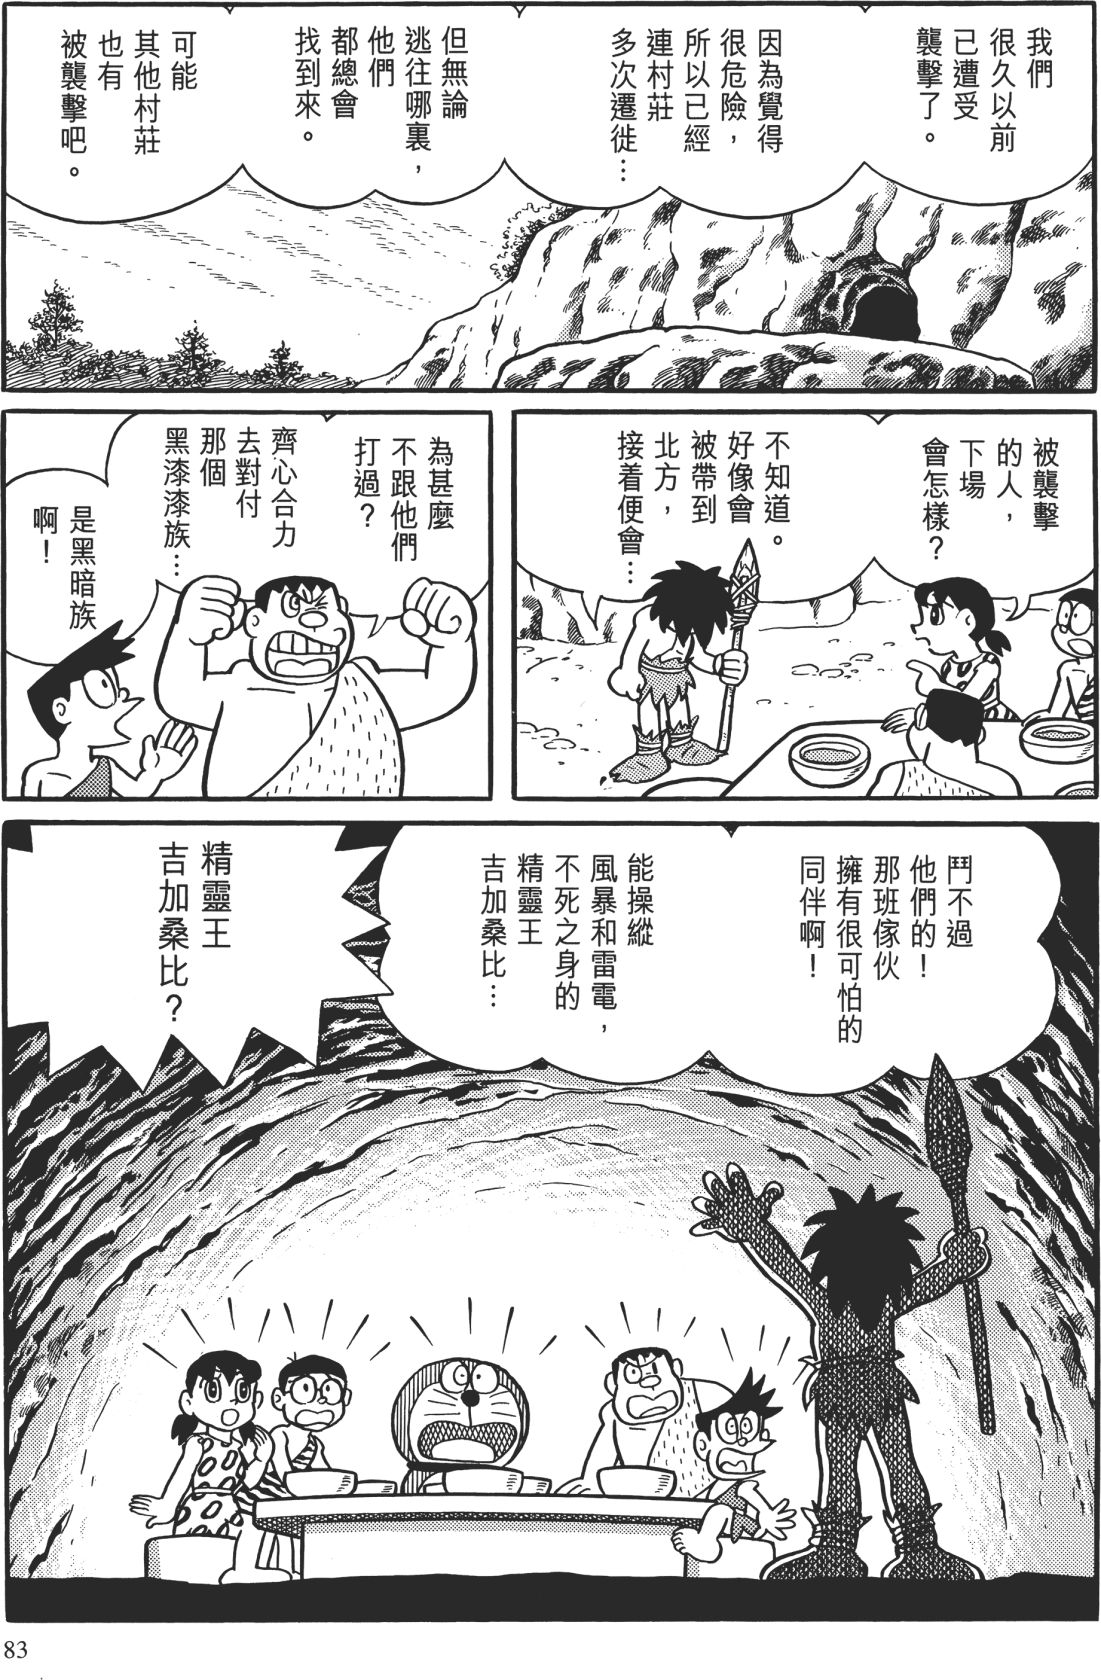 我們
很久以前
已遭受
襲擊了。
因為覺得
很危險，
所以已經
連村莊
多次遷徙…
但無論
逃往哪裏，
他們
都總會
找到來。
可能
其他村莊
也有
被襲擊吧。
被襲擊
的人，
下場
會怎樣？
不知道。
好像會
被帶到
北方，
接着便會…
為甚麼
不跟他們
打過？
齊心合力
去對付
那個
黑漆漆族…
是黑暗族
啊！
鬥不過
他們的！
那班傢伙
擁有很可怕的
同伴啊！
能操縱
風暴和雷電，
不死之身的
精靈王
吉加桑比…
精靈王
吉加桑比？
83